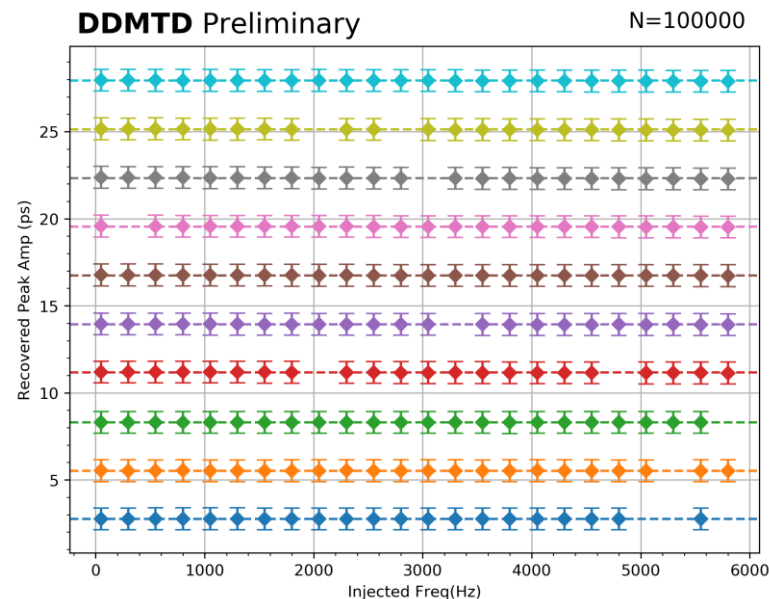 DDMTD Preliminary
N=100000
Recovered Peak Amp (ps)
25
20
15
10
5
0 1000 2000 3000 4000 5000 6000
Injected Freq(Hz)